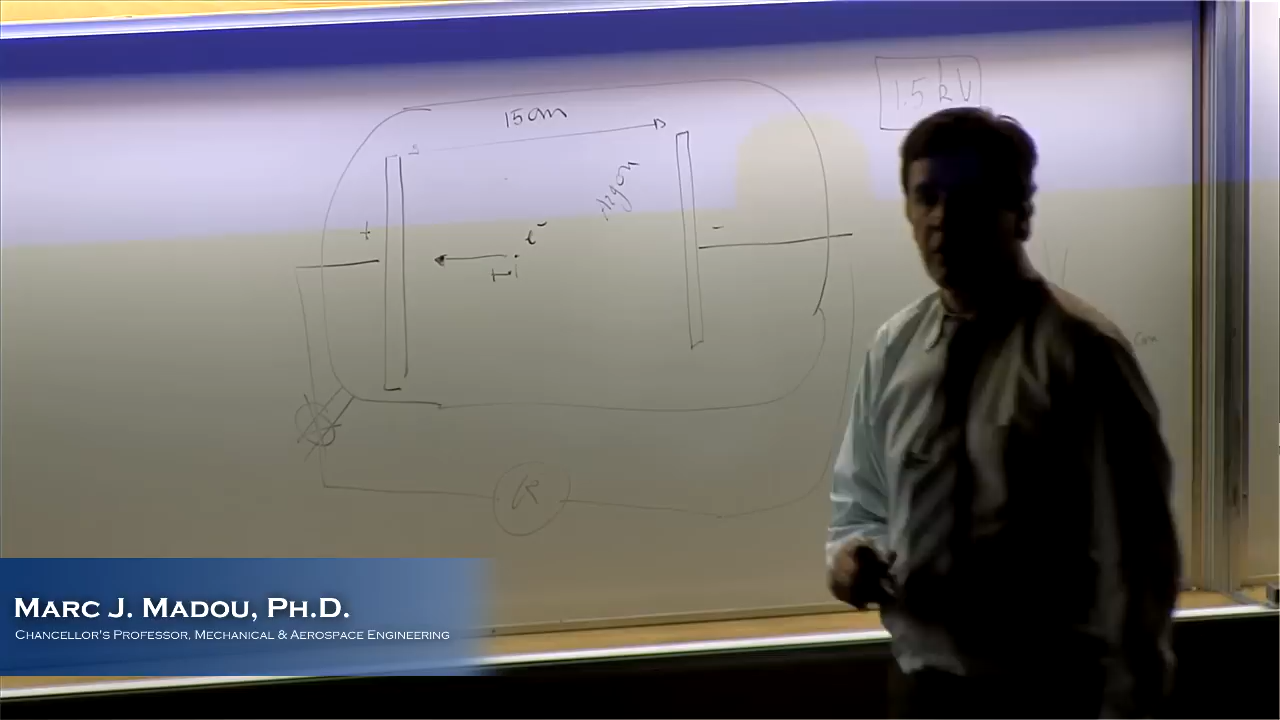 1.5 kV
15 cm
Argon
+
-
e-
R
MARC J. MADOU, PH.D.
CHANCELLOR'S PROFESSOR, MECHANICAL & AEROSPACE ENGINEERING